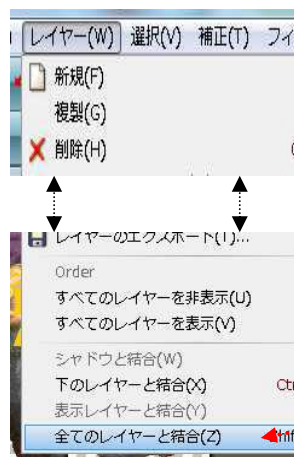 レイヤー(W) 選択(V) 補正(T) フィ
新規(F)
複製(G)
削除(H)
レイヤーのエクスポート(T)...
Order
すべてのレイヤーを非表示(U)
すべてのレイヤーを表示(V)
シャドウと結合(W)
下のレイヤーと結合(X) Ctr
表示レイヤーと結合(Y)
全てのレイヤーと結合(Z)